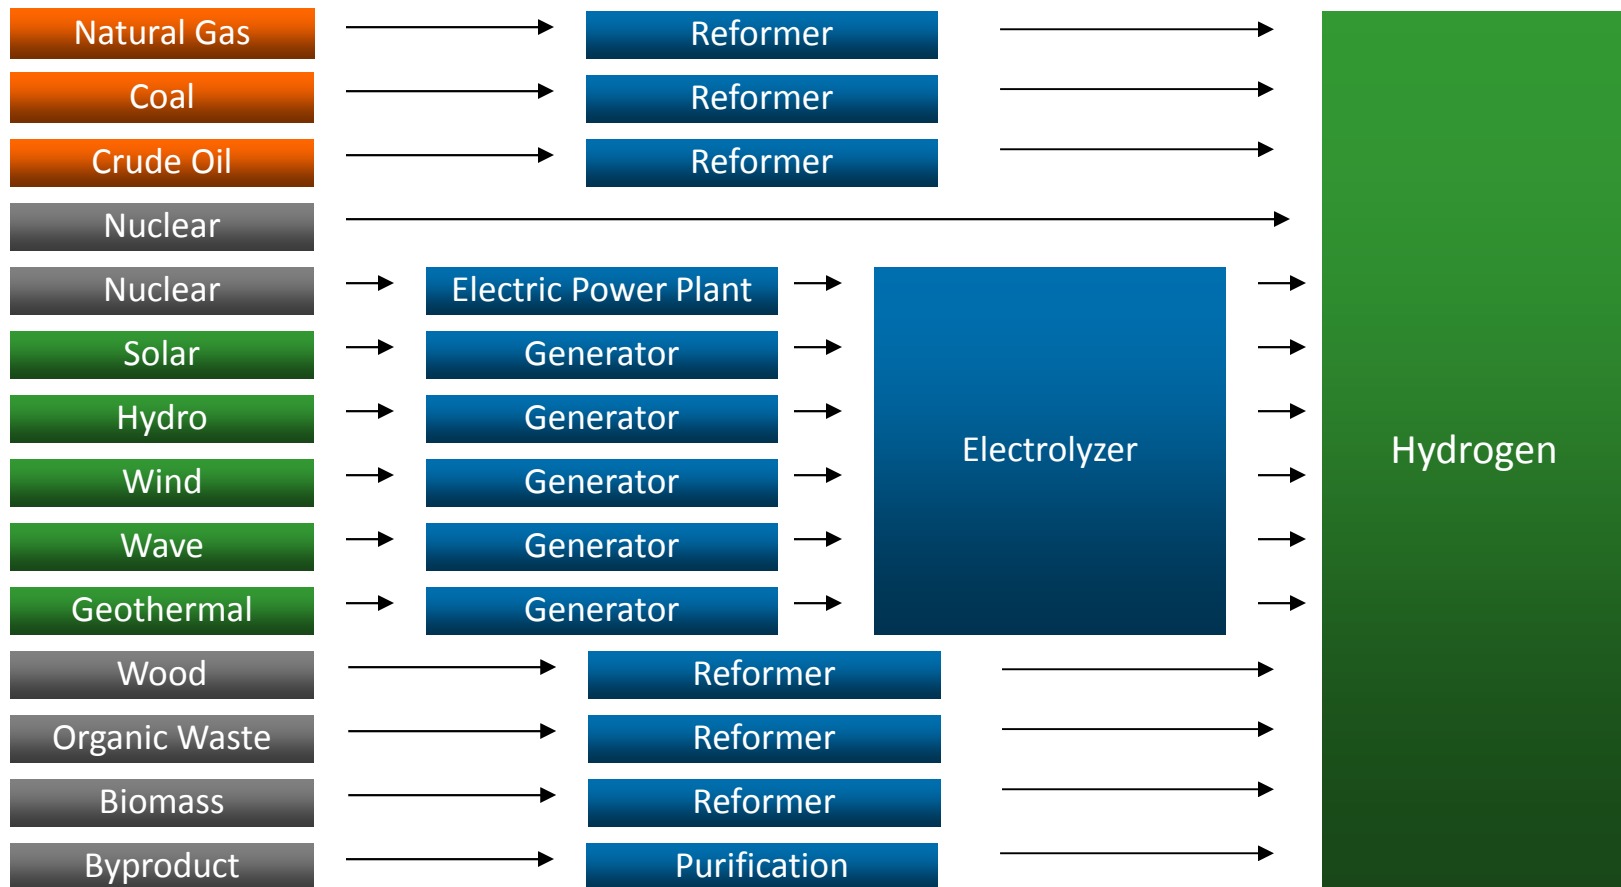 Natural Gas
Reformer
Coal
Reformer
Crude Oil
Reformer
Nuclear
Nuclear
Electric Power Plant
Solar
Generator
Hydro
Generator
Electrolyzer
Hydrogen
Wind
Generator
Wave
Generator
Geothermal
Generator
Wood
Reformer
Organic Waste
Reformer
Biomass
Reformer
Byproduct
Purification